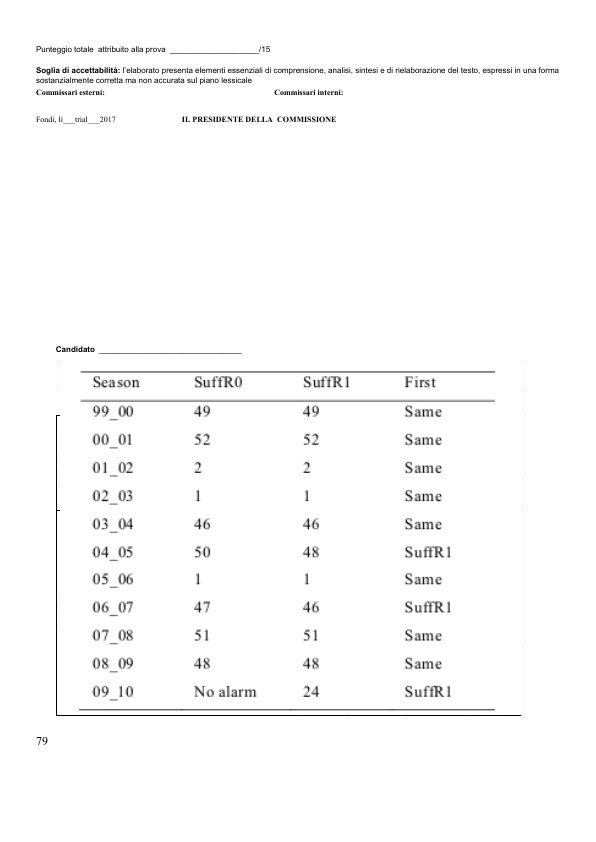 Punteggio totale attribuito alla prova ____________________/15
Soglia di accettabilità: l'elaborato presenta elementi essenziali di comprensione, analisi, sintesi e di rielaborazione del testo, espressi in una forma
sostanzialmente corretta ma non accurata sul piano lessicale
Commissari esterni: Commissari interni:
Fondi, lì___trial___2017 IL PRESIDENTE DELLA COMMISSIONE
Candidato ________________________________
Season SuffR0 SuffR1 First
99_00 49 49 Same
00_01 52 52 Same
01_02 2 2 Same
02_03 1 1 Same
03_04 46 46 Same
04_05 50 48 SuffR1
05_06 1 1 Same
06_07 47 46 SuffR1
07_08 51 51 Same
08_09 48 48 Same
09_10 No alarm 24 SuffR1
79